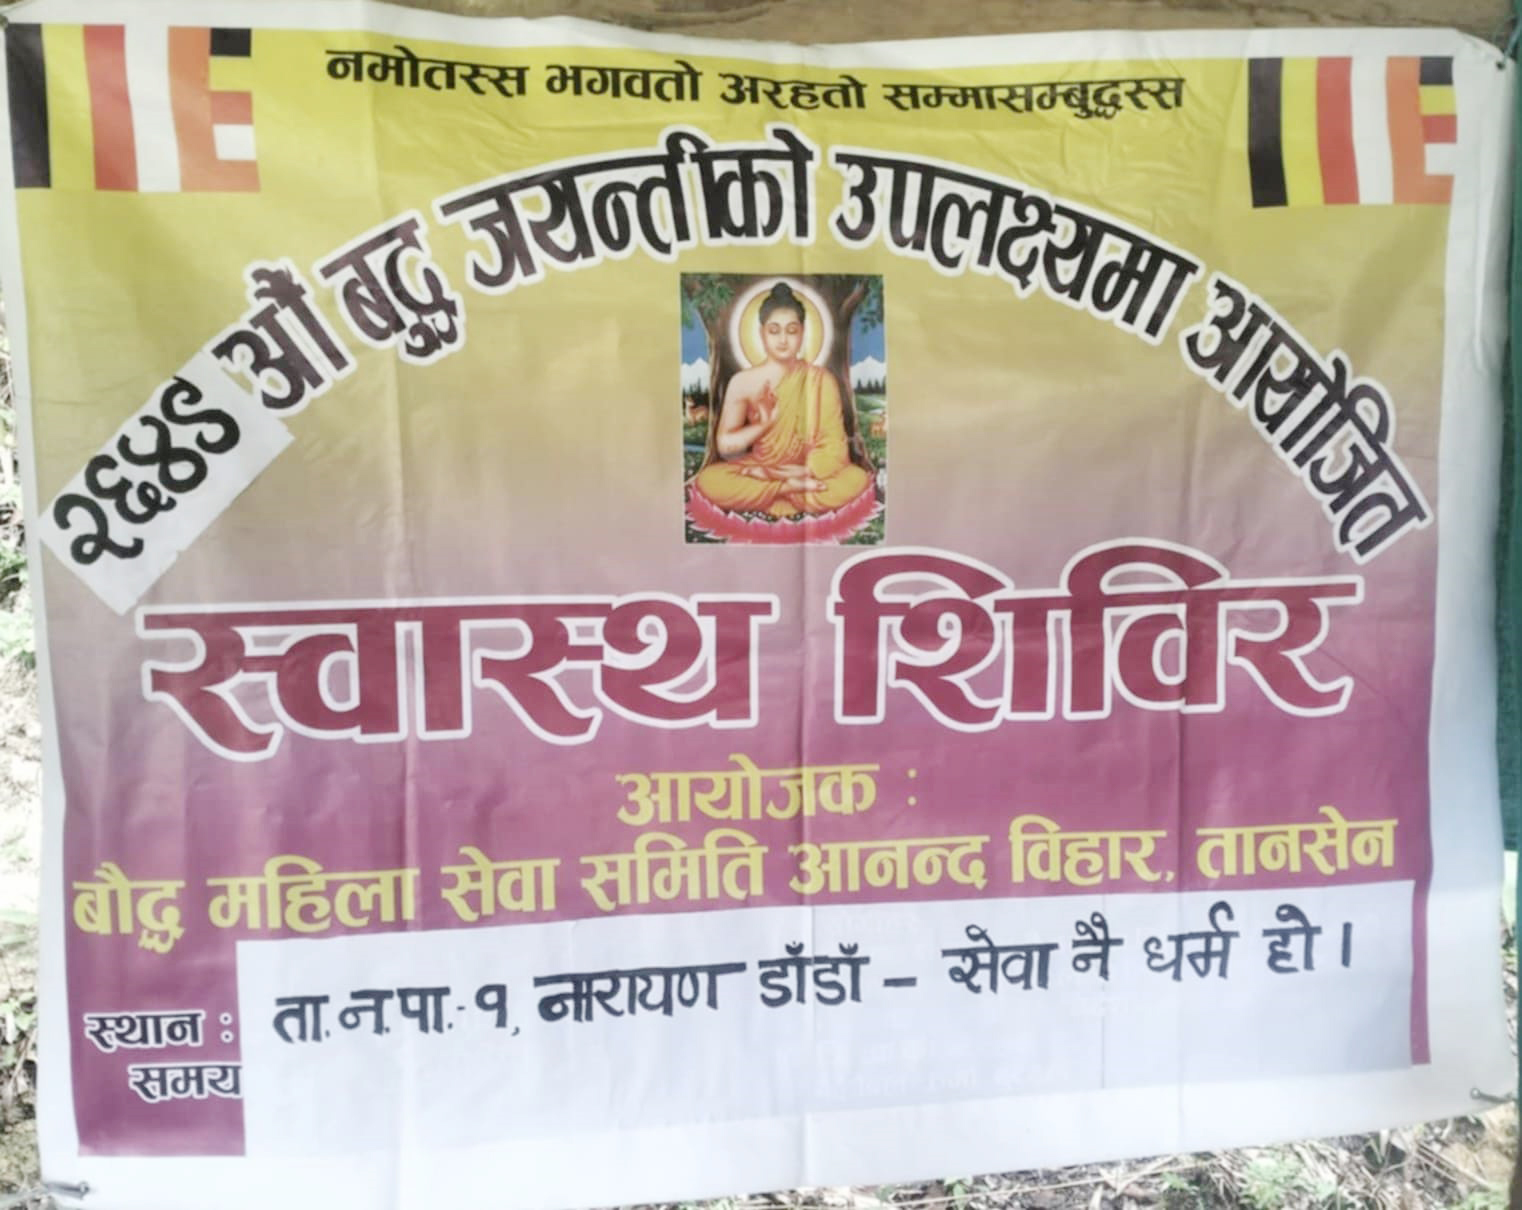 नमोतस्स भगवतो अरहतो सम्मासम्बुद्धस्स
२६४९ औं बुद्ध जयन्तीको उपलक्ष्यमा आयोजित
स्वास्थ शिविर
आयोजक :
बौद्ध महिला सेवा समिति आनन्द विहार, तानसेन
स्थान : ता.न.पा.-१, नारायण डाँडाँ – सेवा नै धर्म हो ।
समय